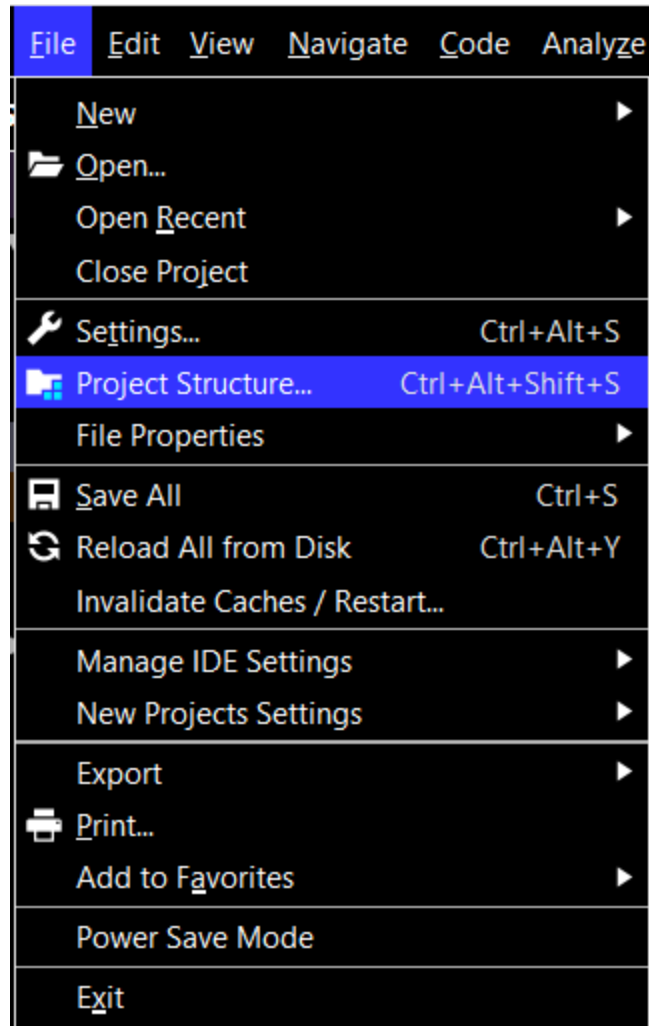 File Edit View Navigate Code Analyze
New
Open...
Open Recent
Close Project
Settings... Ctrl+Alt+S
Project Structure... Ctrl+Alt+Shift+S
File Properties
Save All Ctrl+S
Reload All from Disk Ctrl+Alt+Y
Invalidate Caches / Restart...
Manage IDE Settings
New Projects Settings
Export
Print...
Add to Favorites
Power Save Mode
Exit